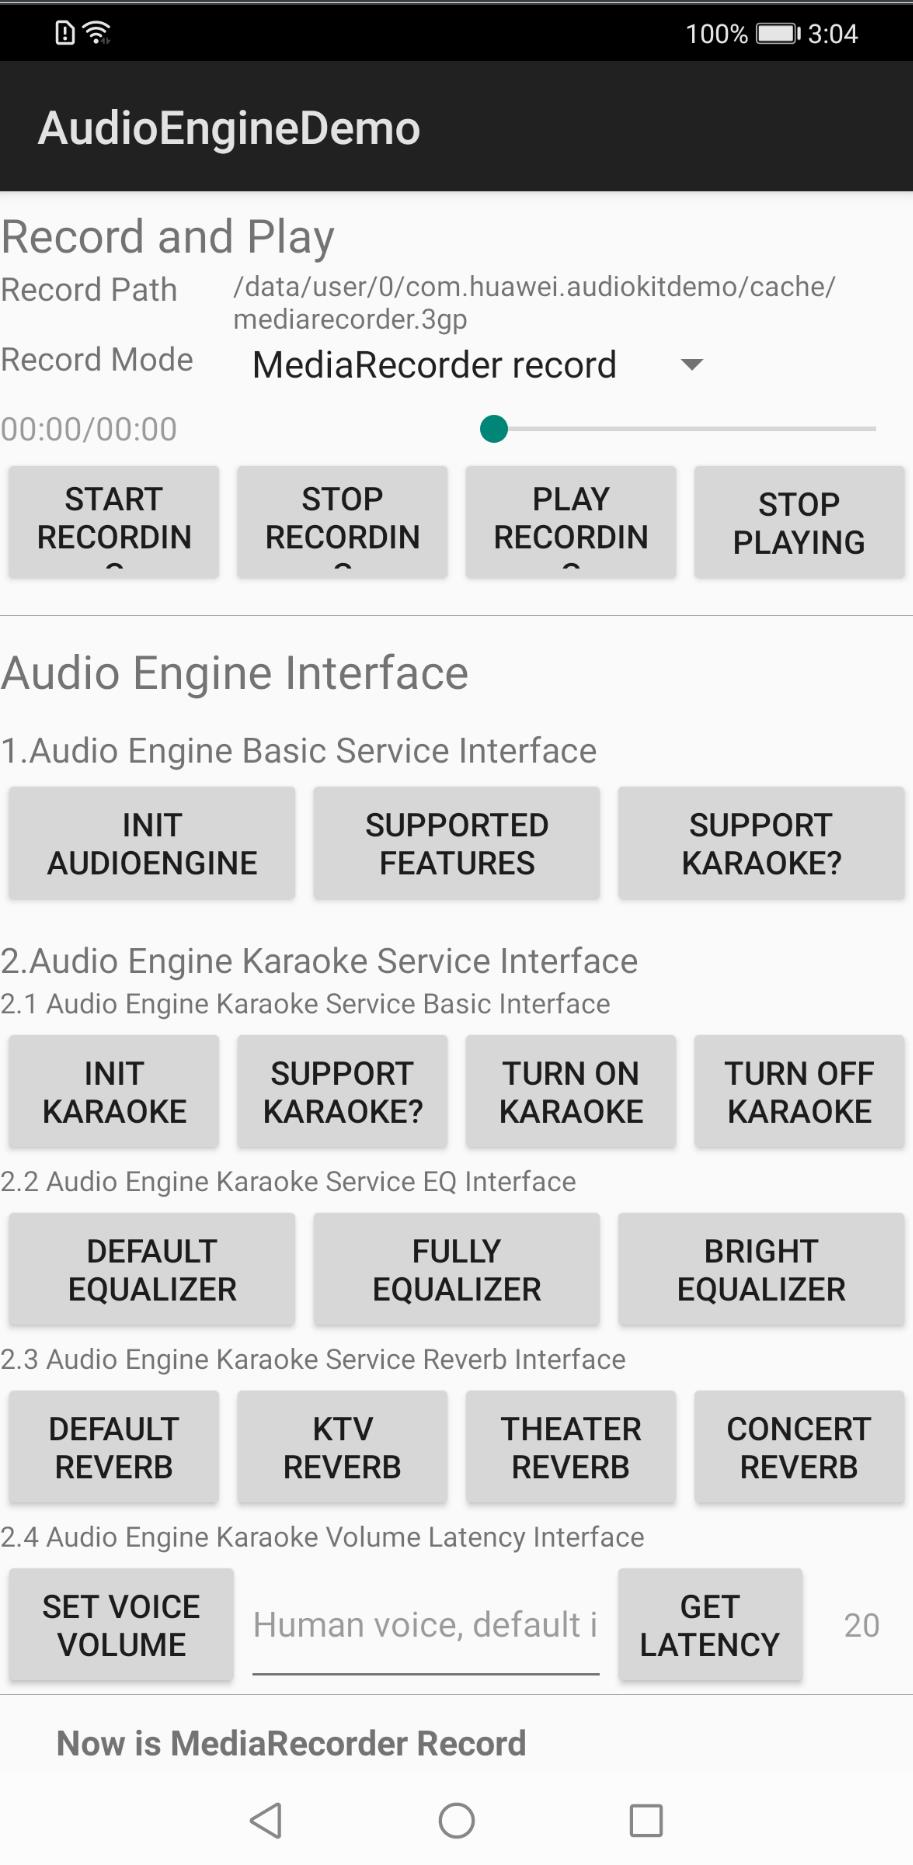 100% 3:04
AudioEngineDemo
Record and Play
Record Path
/data/user/0/com.huawei.audiokitdemo/cache/
mediarecorder.3gp
Record Mode
MediaRecorder record
00:00/00:00
START
RECORDIN
STOP
RECORDIN
PLAY
RECORDIN
STOP
PLAYING
Audio Engine Interface
1.Audio Engine Basic Service Interface
INIT
AUDIOENGINE
SUPPORTED
FEATURES
SUPPORT
KARAOKE?
2.Audio Engine Karaoke Service Interface
2.1 Audio Engine Karaoke Service Basic Interface
INIT
KARAOKE
SUPPORT
KARAOKE?
TURN ON
KARAOKE
TURN OFF
KARAOKE
2.2 Audio Engine Karaoke Service EQ Interface
DEFAULT
EQUALIZER
FULLY
EQUALIZER
BRIGHT
EQUALIZER
2.3 Audio Engine Karaoke Service Reverb Interface
DEFAULT
REVERB
KTV
REVERB
THEATER
REVERB
CONCERT
REVERB
2.4 Audio Engine Karaoke Volume Latency Interface
SET VOICE
VOLUME
Human voice, default i
GET
LATENCY
20
Now is MediaRecorder Record